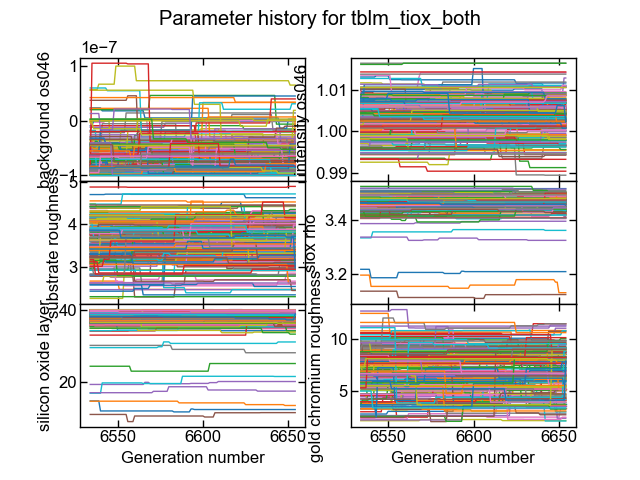 Parameter history for tblm_tiox_both
1e−7
background os046
1
0
−1
intensity os046
1.01
1.00
0.99
substrate roughness
5
4
3
siox rho
3.4
3.2
silicon oxide layer
40
20
gold chromium roughness
10
5
6550 6600 6650
6550 6600 6650
Generation number
Generation number